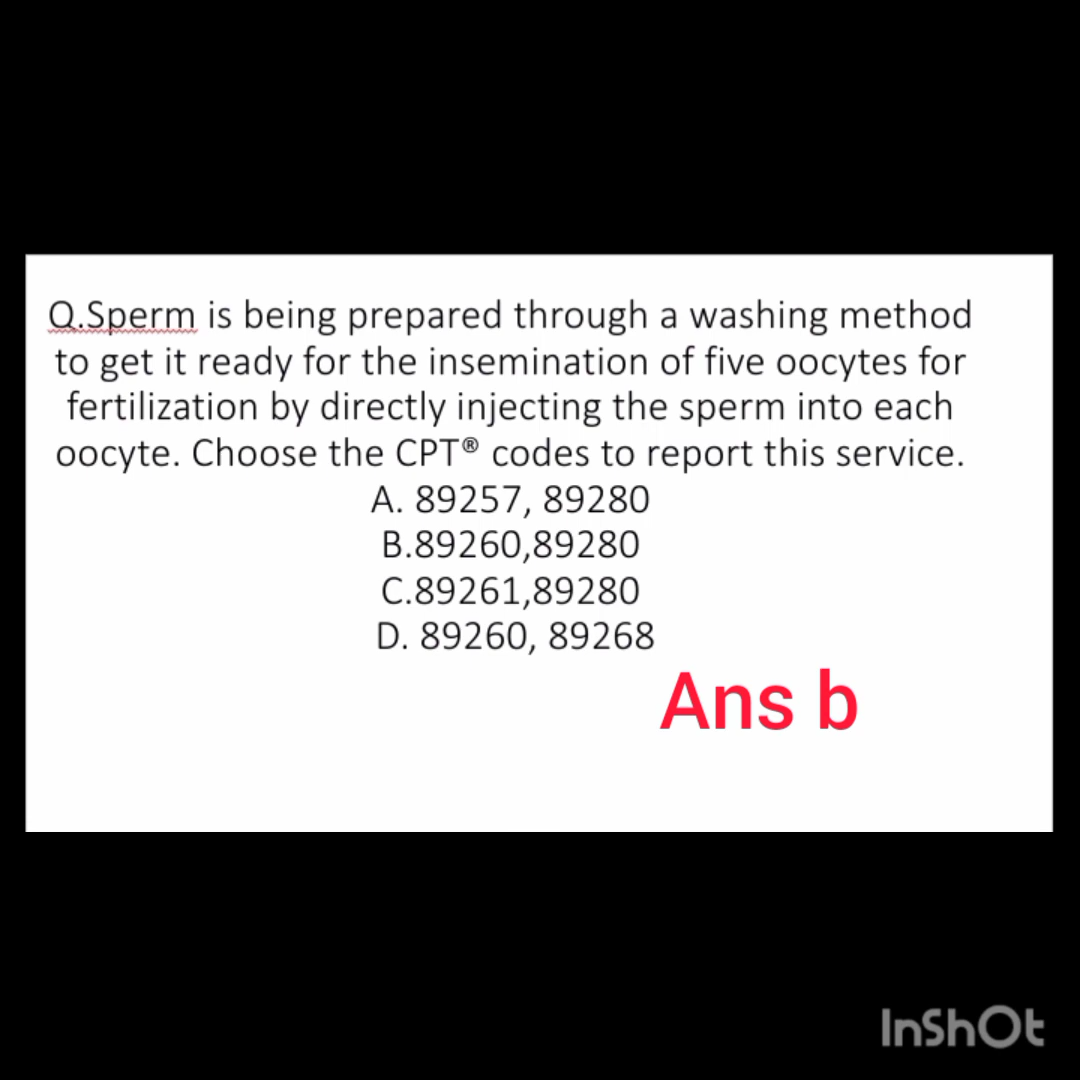 Q.Sperm is being prepared through a washing method
to get it ready for the insemination of five oocytes for
fertilization by directly injecting the sperm into each
oocyte. Choose the CPT® codes to report this service.
A. 89257, 89280
B.89260,89280
C.89261,89280
D. 89260, 89268
Ans b
InShOt